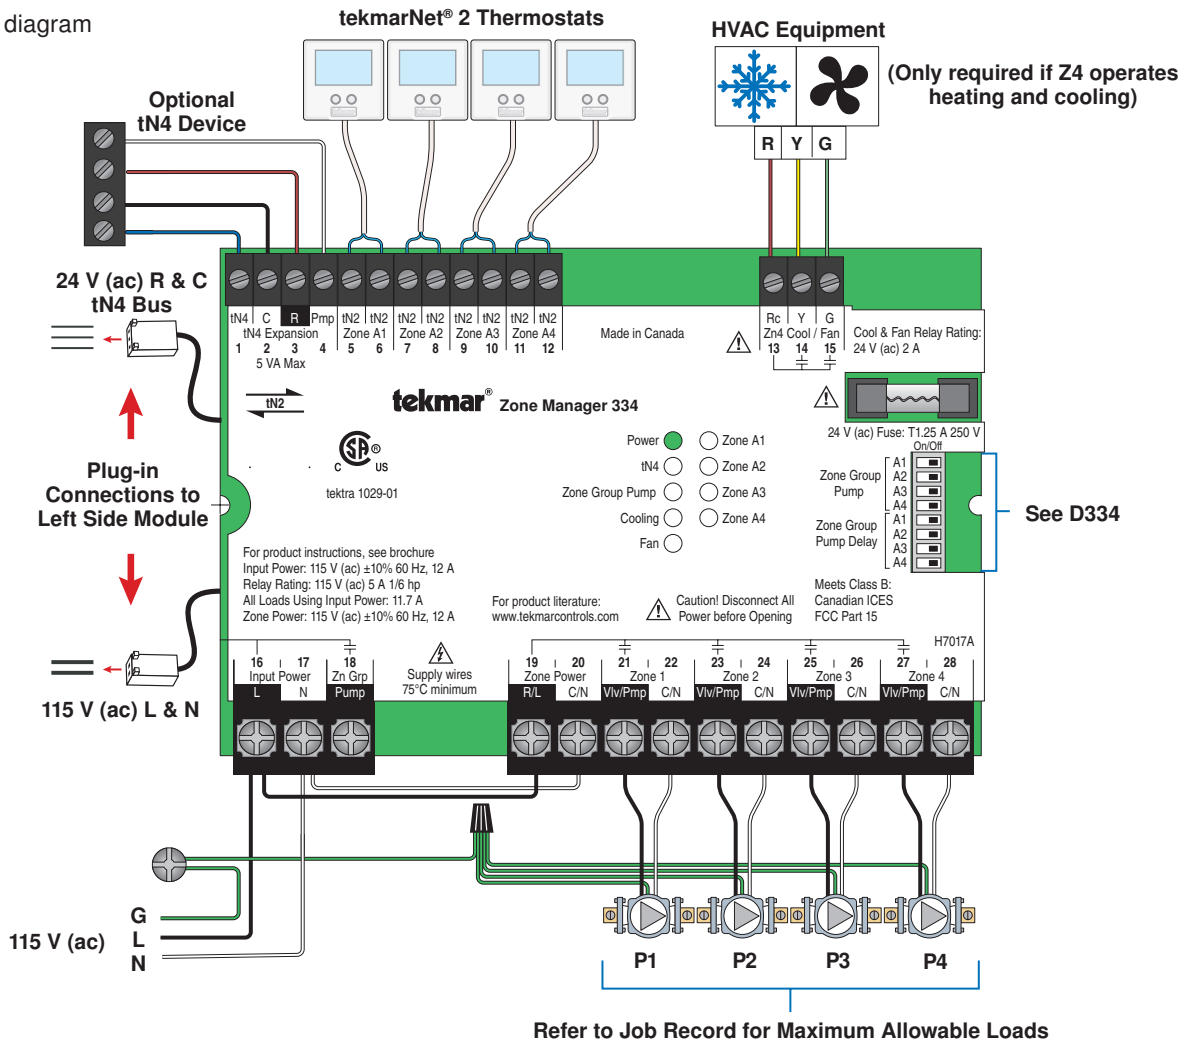 diagram
tekmarNet® 2 Thermostats
HVAC Equipment
(Only required if Z4 operates
heating and cooling)
Optional
tN4 Device
R Y G
24 V (ac) R & C
tN4 Bus
tN4 C R Pmp tN2 tN2 tN2 tN2 tN2 tN2 tN2 tN2
tN4 Expansion Zone A1 Zone A2 Zone A3 Zone A4
1 2 3 4 5 6 7 8 9 10 11 12
5 VA Max
Made in Canada
Rc Y G
Zn4 Cool / Fan
13 14 15
Cool & Fan Relay Rating:
24 V (ac) 2 A
tN2
tekmar® Zone Manager 334
24 V (ac) Fuse: T1.25 A 250 V
On/Off
Power Zone A1
tN4 Zone A2
Zone Group Pump Zone A3
Cooling Zone A4
Fan
Zone Group
Pump
A1
A2
A3
A4
Zone Group
Pump Delay
A1
A2
A3
A4
See D334
Plug-in
Connections to
Left Side Module
SA®
C US
tektra 1029-01
For product instructions, see brochure
Input Power: 115 V (ac) ±10% 60 Hz, 12 A
Relay Rating: 115 V (ac) 5 A 1/6 hp
All Loads Using Input Power: 11.7 A
Zone Power: 115 V (ac) ±10% 60 Hz, 12 A
For product literature:
www.tekmarcontrols.com
Caution! Disconnect All
Power before Opening
Meets Class B:
Canadian ICES
FCC Part 15
H7017A
115 V (ac) L & N
16 17 18
Input Power Zn Grp
L N Pump
Supply wires
75°C minimum
19 20 21 22 23 24 25 26 27 28
Zone Power Zone 1 Zone 2 Zone 3 Zone 4
R/L C/N Vlv/Pmp C/N Vlv/Pmp C/N Vlv/Pmp C/N Vlv/Pmp C/N
115 V (ac)
G
L
N
P1 P2 P3 P4
Refer to Job Record for Maximum Allowable Loads